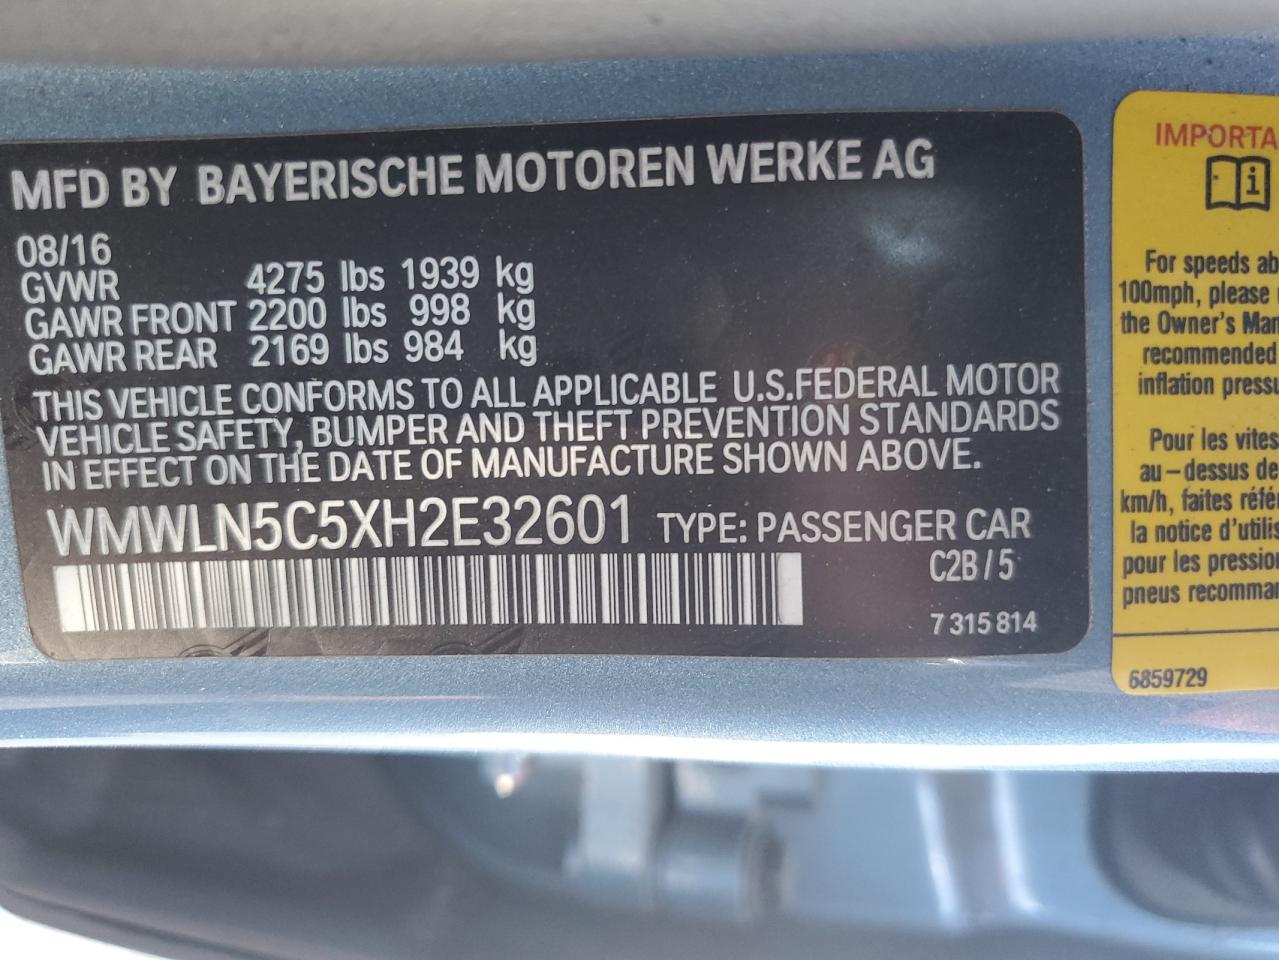 MFD BY BAYERISCHE MOTOREN WERKE AG
08/16
GVWR 4275 lbs 1939 kg
GAWR FRONT 2200 lbs 998 kg
GAWR REAR 2169 lbs 984 kg
THIS VEHICLE CONFORMS TO ALL APPLICABLE U.S.FEDERAL MOTOR
VEHICLE SAFETY, BUMPER AND THEFT PREVENTION STANDARDS
IN EFFECT ON THE DATE OF MANUFACTURE SHOWN ABOVE.
WMWLN5C5XH2E32601 TYPE: PASSENGER CAR
C2B/5
7 315 814
IMPORTA
For speeds ab
100mph, please
the Owner's Man
recommended
inflation pressu
Pour les vites
au-dessus de
km/h, faites réfé
la notice d'utilis
pour les pression
pneus recomman
6859729